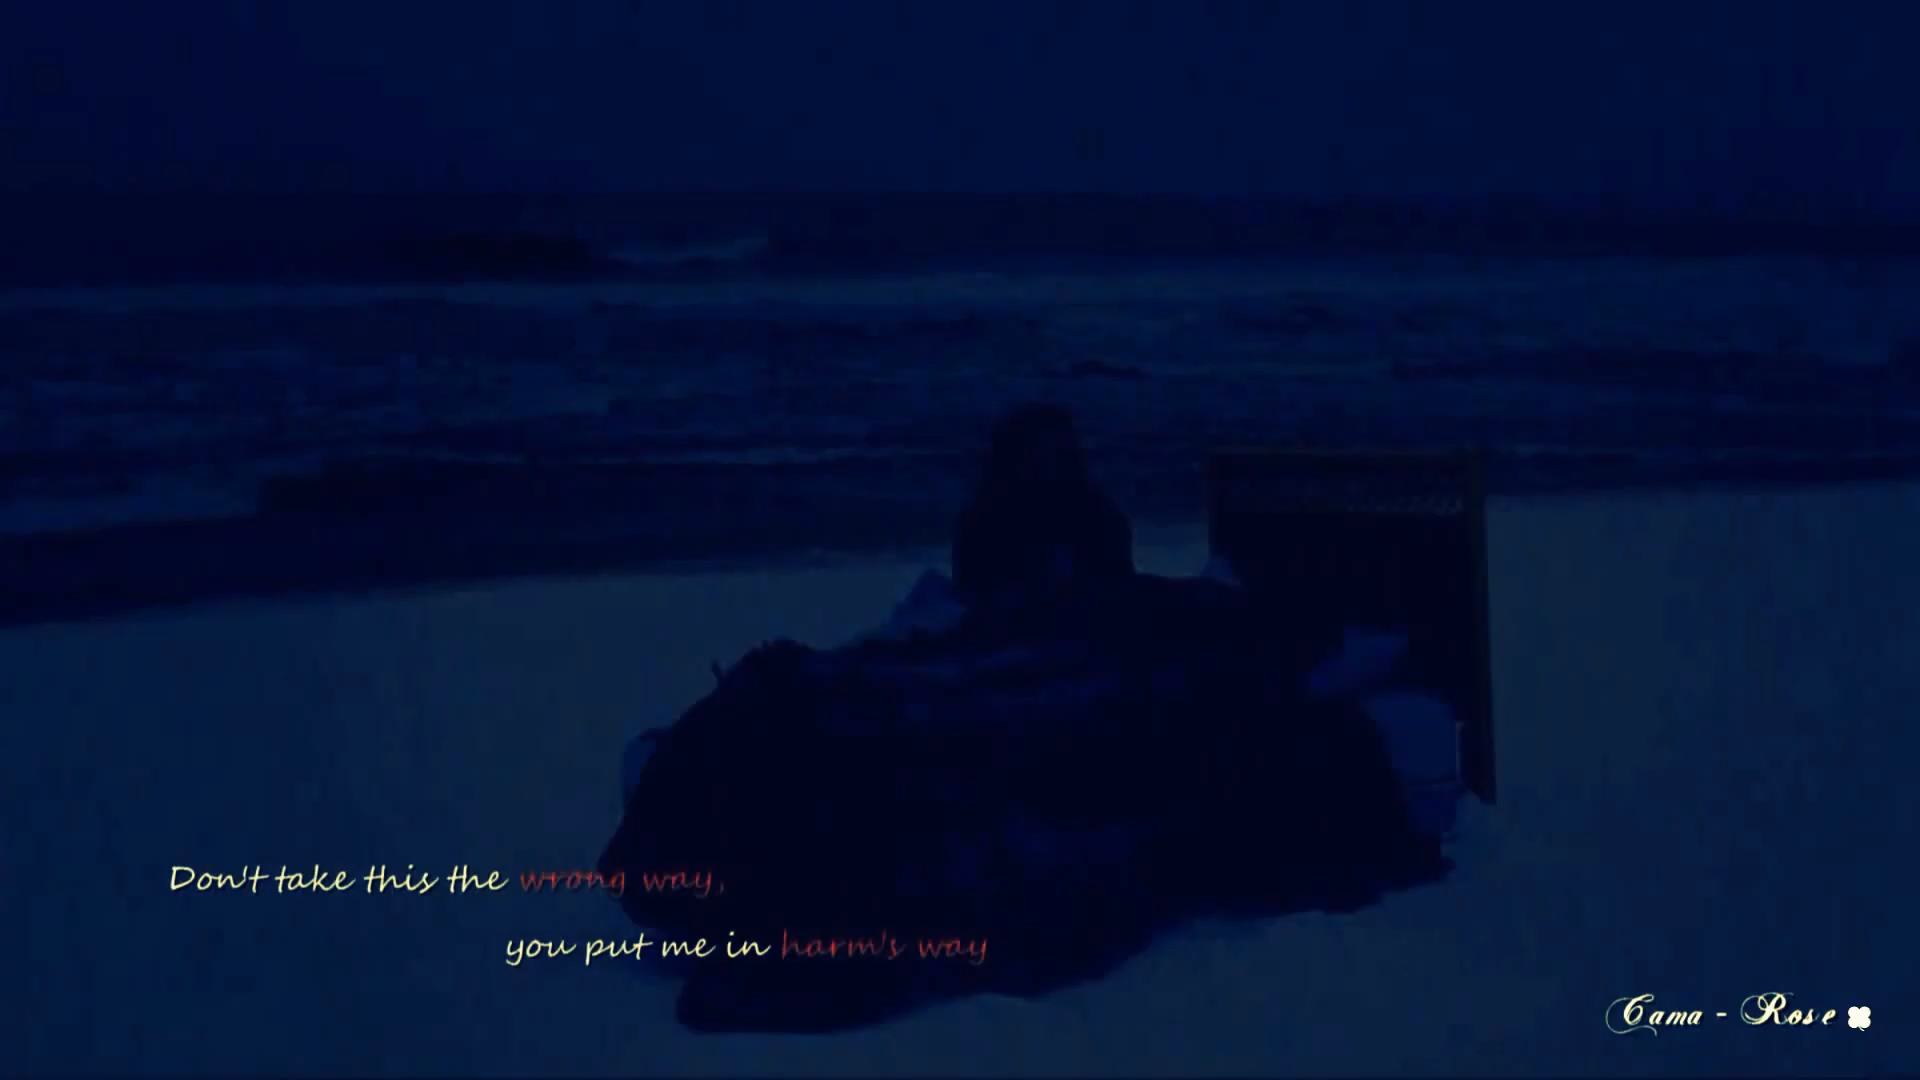 Don't take this the wrong way,
you put me in harm's way
Cama - Rose